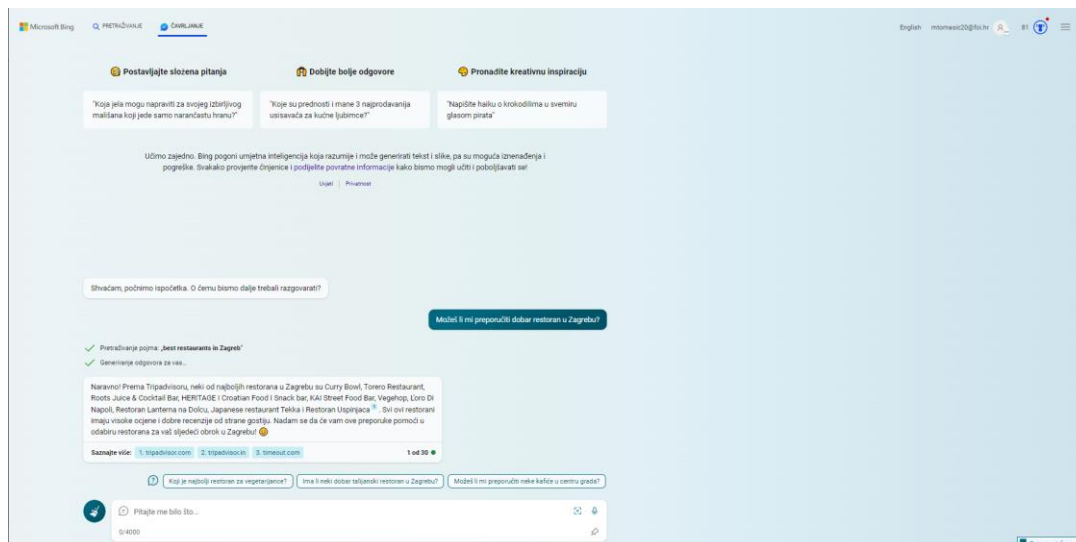 Microsoft Bing
PRETRAŽIVANJE
ČAVRLJANJE
English
mtomasic20@foi.hr
81
Postavljajte složena pitanja
Dobijte bolje odgovore
Pronađite kreativnu inspiraciju
"Koja jela mogu napraviti za svojeg izbirljivog
mališana koji jede samo narančastu hranu?"
"Koje su prednosti i mane 3 najprodavanija
usisavača za kućne ljubimce?"
"Napišite haiku o krokodilima u svemiru
glasom pirata"
Učimo zajedno. Bing pogoni umjetna inteligencija koja razumije i može generirati tekst i slike, pa su moguća iznenađenja i
pogreške. Svakako provjerite činjenice i podijelite povratne informacije kako bismo mogli učiti i poboljšavati se!
Uvjeti | Privatnost
Shvaćam, počnimo ispočetka. O čemu bismo dalje trebali razgovarati?
Možeš li mi preporučiti dobar restoran u Zagrebu?
Pretraživanje pojma: „best restaurants in Zagreb"
Generiranje odgovora za vas...
Naravno! Prema Tripadvisoru, neki od najboljih restorana u Zagrebu su Curry Bowl, Torero Restaurant,
Roots Juice & Cocktail Bar, HERITAGE I Croatian Food I Snack bar, KAI Street Food Bar, Vegehop, L'oro Di
Napoli, Restoran Lanterna na Dolcu, Japanese restaurant Tekka i Restoran Uspinjaca. Svi ovi restorani
imaju visoke ocjene i dobre recenzije od strane gostiju. Nadam se da će vam ove preporuke pomoći u
odabiru restorana za vaš sljedeći obrok u Zagrebu!
Saznajte više: 1. tripadvisor.com 2. tripadvisor.in 3. timeout.com 1 od 30
Koji je najbolji restoran za vegetarijance?
Ima li neki dobar talijanski restoran u Zagrebu?
Možeš li mi preporučiti neke kafiće u centru grada?
Pitajte me bilo što...
0/4000